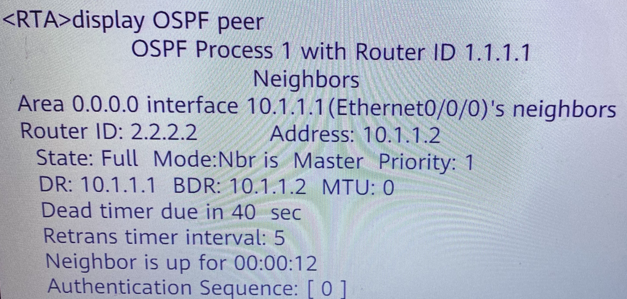 <RTA>display OSPF peer
OSPF Process 1 with Router ID 1.1.1.1
Neighbors
Area 0.0.0.0 interface 10.1.1.1(Ethernet0/0/0)'s neighbors
Router ID: 2.2.2.2 Address: 10.1.1.2
State: Full Mode:Nbr is Master Priority: 1
DR: 10.1.1.1 BDR: 10.1.1.2 MTU: 0
Dead timer due in 40 sec
Retrans timer interval: 5
Neighbor is up for 00:00:12
Authentication Sequence: [ 0 ]